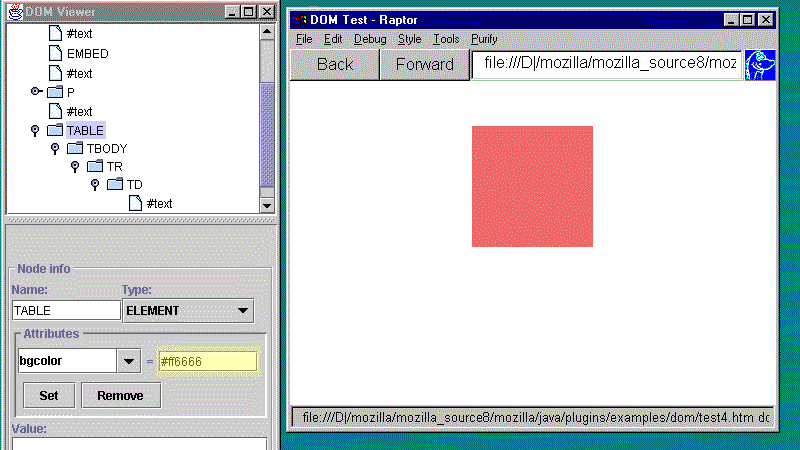 DOM Viewer
#text
EMBED
#text
P
#text
TABLE
TBODY
TR
TD
#text
Node info
Name:
Type:
TABLE
ELEMENT
Attributes
bgcolor
=
#ff6666
Set
Remove
Value:
DOM Test - Raptor
File Edit Debug Style Tools Purify
Back
Forward
file:///D|/mozilla/mozilla_source8/moz
file:///D|/mozilla/mozilla_source8/mozilla/java/plugins/examples/dom/test4.htm do